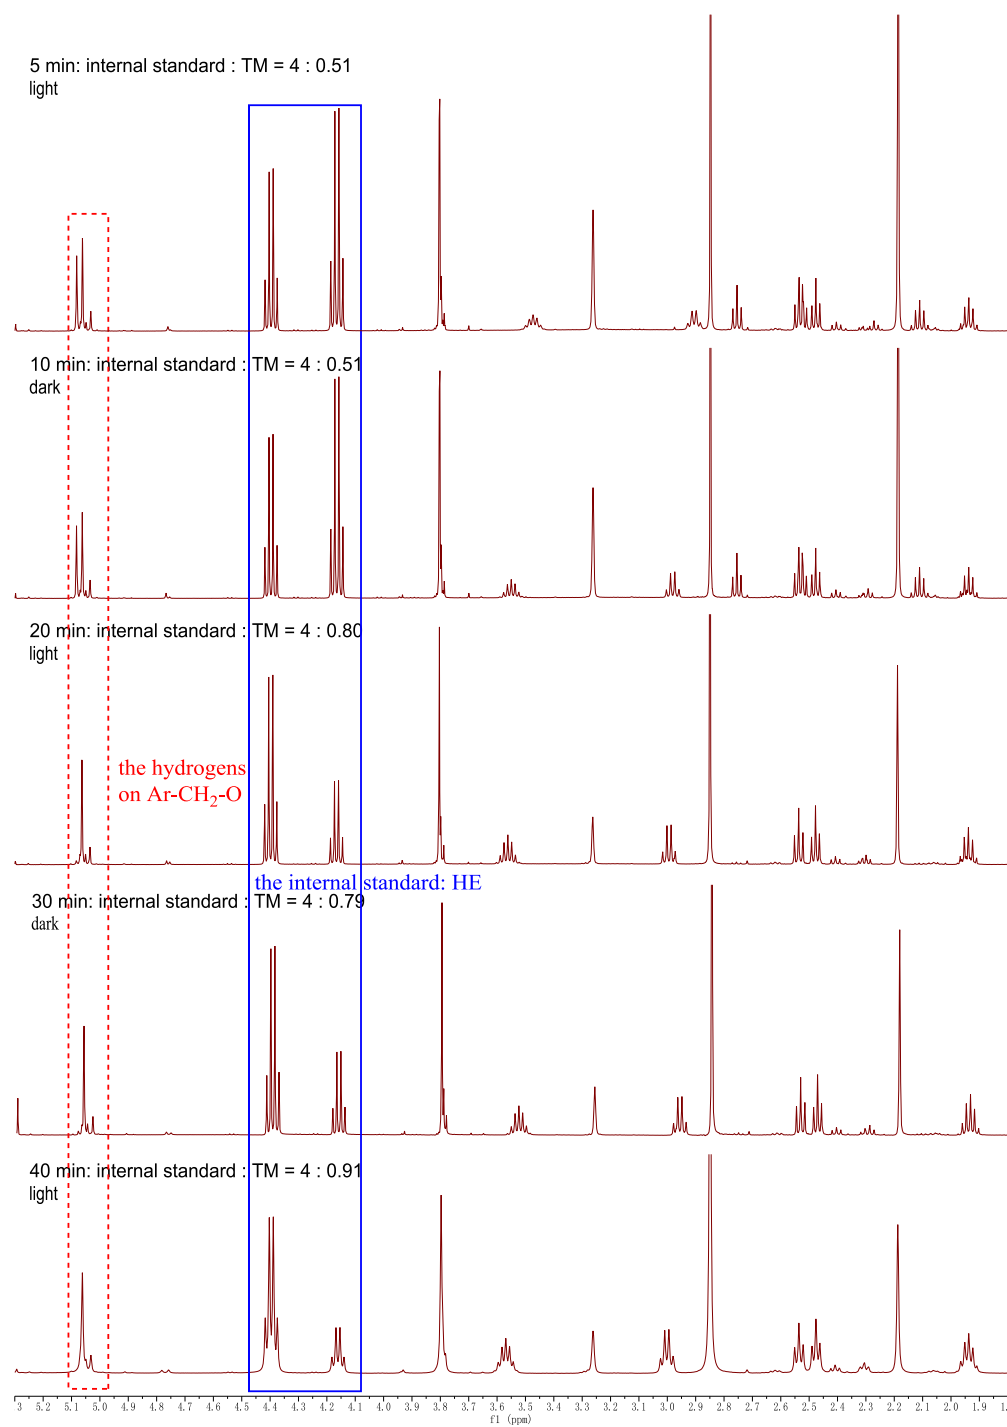 5 min: internal standard : TM = 4 : 0.51
light
10 min: internal standard : TM = 4 : 0.51
dark
20 min: internal standard : TM = 4 : 0.80
light
the hydrogens
on Ar-CH2-O
the internal standard: HE
30 min: internal standard : TM = 4 : 0.79
dark
40 min: internal standard : TM = 4 : 0.91
light
3 5.2 5.1 5.0 4.9 4.8 4.7 4.6 4.5 4.4 4.3 4.2 4.1 4.0 3.9 3.8 3.7 3.6 3.5 3.4 3.3 3.2 3.1 3.0 2.9 2.8 2.7 2.6 2.5 2.4 2.3 2.2 2.1 2.0 1.9 1.
f1 (ppm)